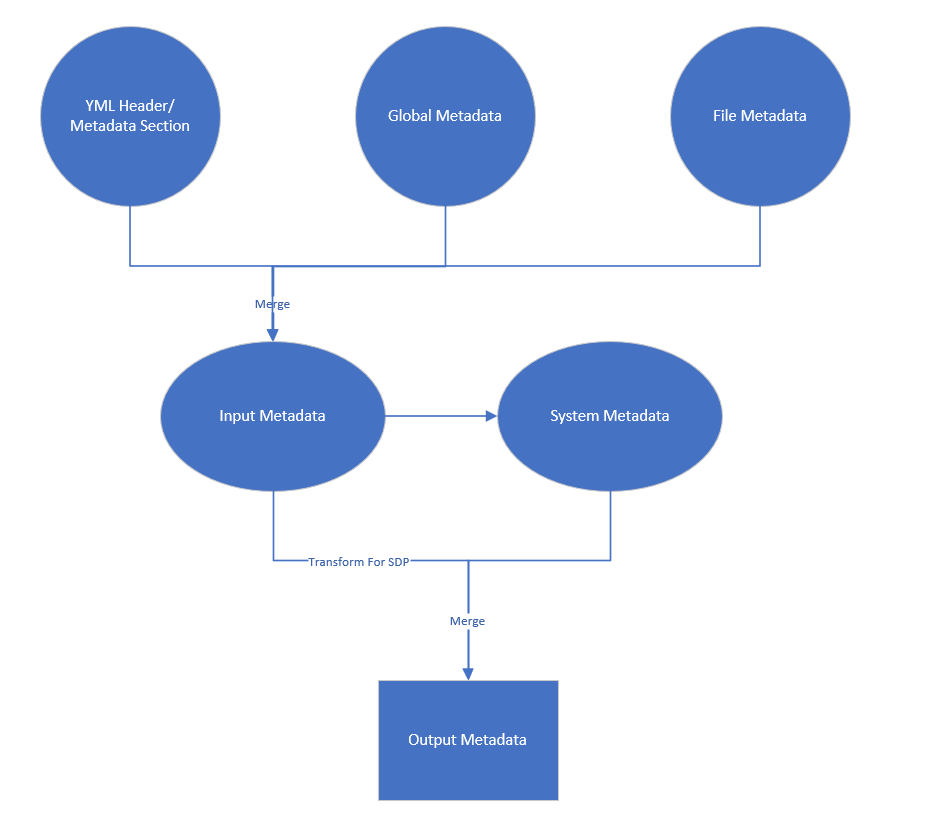 YML Header/
Metadata Section
Global Metadata
File Metadata
Merge
Input Metadata
System Metadata
Transform For SDP
Merge
Output Metadata